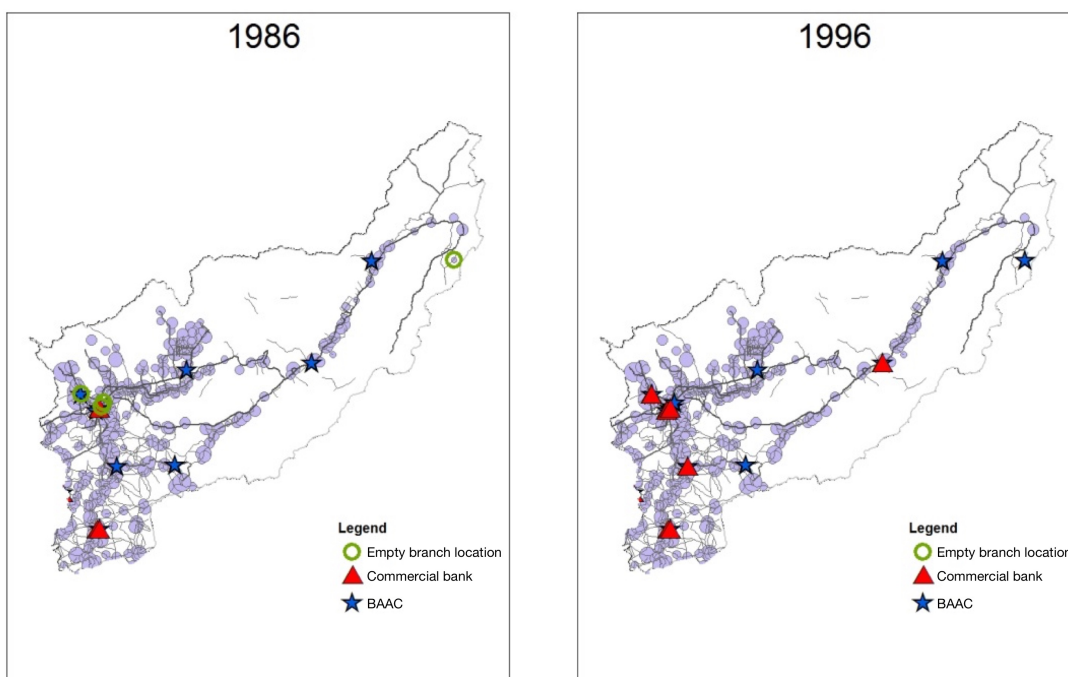 1986
Legend
Empty branch location
Commercial bank
BAAC
1996
Legend
Empty branch location
Commercial bank
BAAC